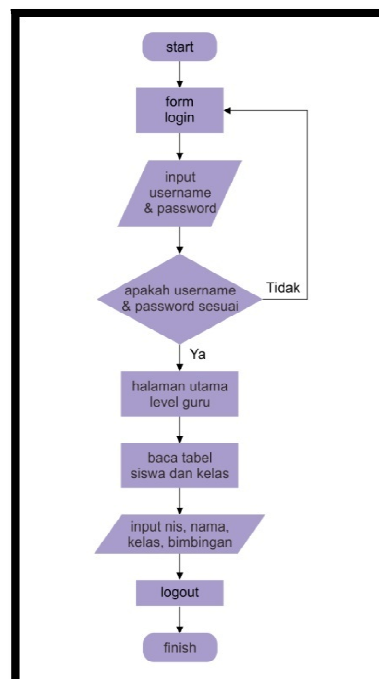 start
form
login
input
username
& password
apakah username
& password sesuai
Tidak
Ya
halaman utama
level guru
baca tabel
siswa dan kelas
input nis, nama,
kelas, bimbingan
logout
finish